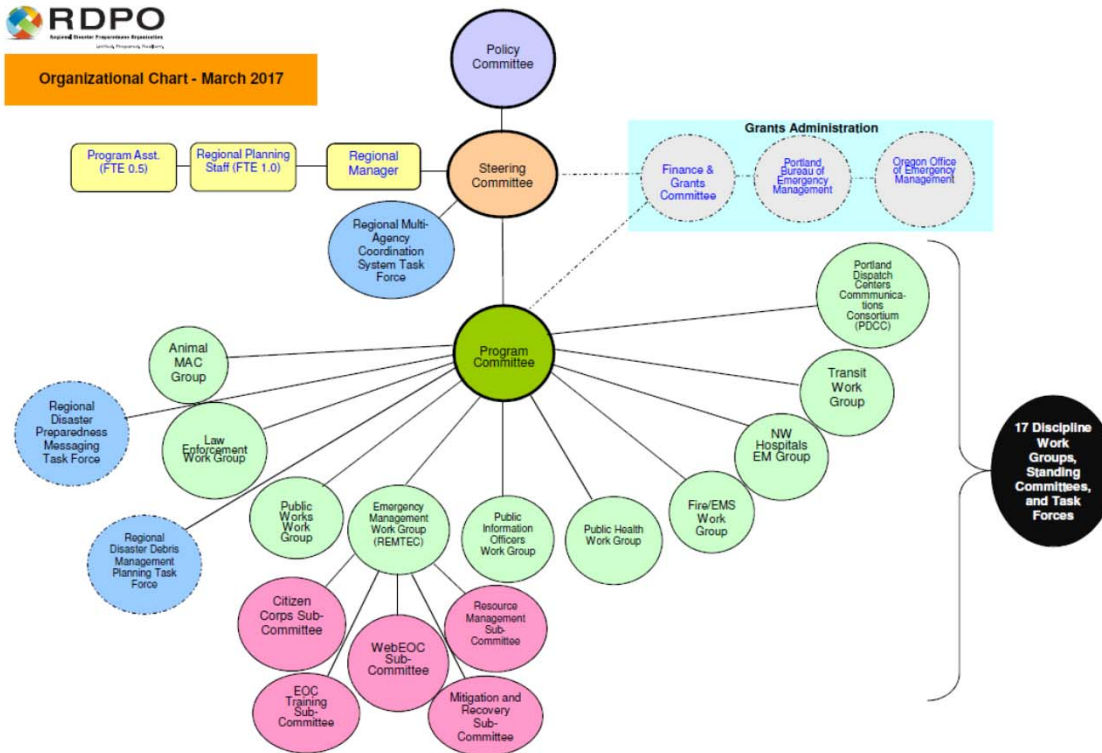 RDPO
Regional Disaster Preparedness Organization
Organizational Chart - March 2017
Policy
Committee
Grants Administration
Program Asst.
(FTE 0.5)
Regional Planning
Staff (FTE 1.0)
Regional
Manager
Steering
Committee
Finance &
Grants
Committee
Portland
Bureau of
Emergency
Management
Oregon Office
of Emergency
Management
Regional Multi-
Agency
Coordination
System Task
Force
Portland
Dispatch
Centers
Commmunica-
tions
Consortium
(PDCC)
Program
Committee
Animal
MAC
Group
Transit
Work
Group
Regional
Disaster
Preparedness
Messaging
Task Force
Law
Enforcement
Work Group
NW
Hospitals
EM Group
17 Discipline
Work
Groups,
Standing
Committees,
and Task
Forces
Public
Works
Work
Group
Emergency
Management
Work Group
(REMTEC)
Public
Information
Officers
Work Group
Public Health
Work Group
Fire/EMS
Work
Group
Regional
Disaster Debris
Management
Planning Task
Force
Citizen
Corps Sub-
Committee
WebEOC
Sub-
Committee
Resource
Management
Sub-
Committee
EOC
Training
Sub-
Committee
Mitigation and
Recovery
Sub-
Committee